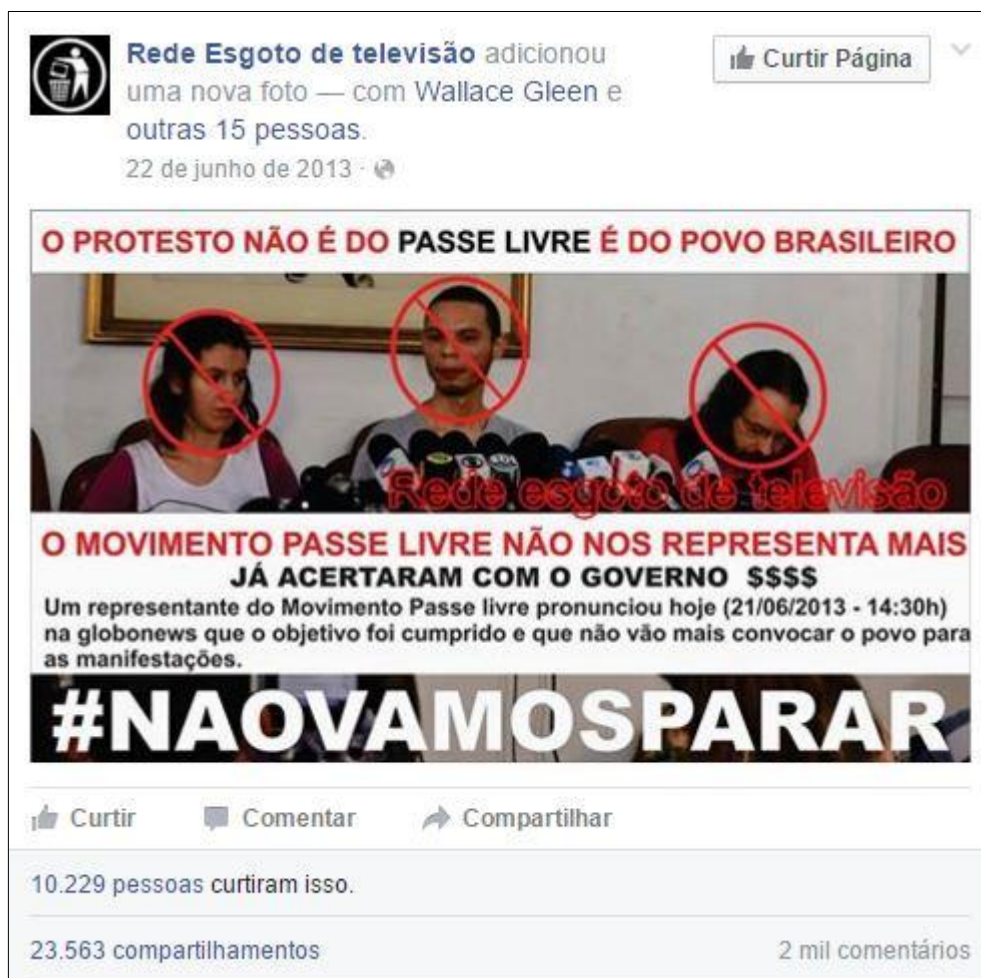 Rede Esgoto de televisão adicionou
uma nova foto — com Wallace Gleen e
outras 15 pessoas.
22 de junho de 2013 ·
Curtir Página
O PROTESTO NÃO É DO PASSE LIVRE É DO POVO BRASILEIRO
Rede esgoto de televisão
O MOVIMENTO PASSE LIVRE NÃO NOS REPRESENTA MAIS
JÁ ACERTARAM COM O GOVERNO $$$$
Um representante do Movimento Passe livre pronunciou hoje (21/06/2013 - 14:30h)
na globonews que o objetivo foi cumprido e que não vão mais convocar o povo para
as manifestações.
#NAOVAMOSPARAR
Curtir Comentar Compartilhar
10.229 pessoas curtiram isso.
23.563 compartilhamentos 2 mil comentários